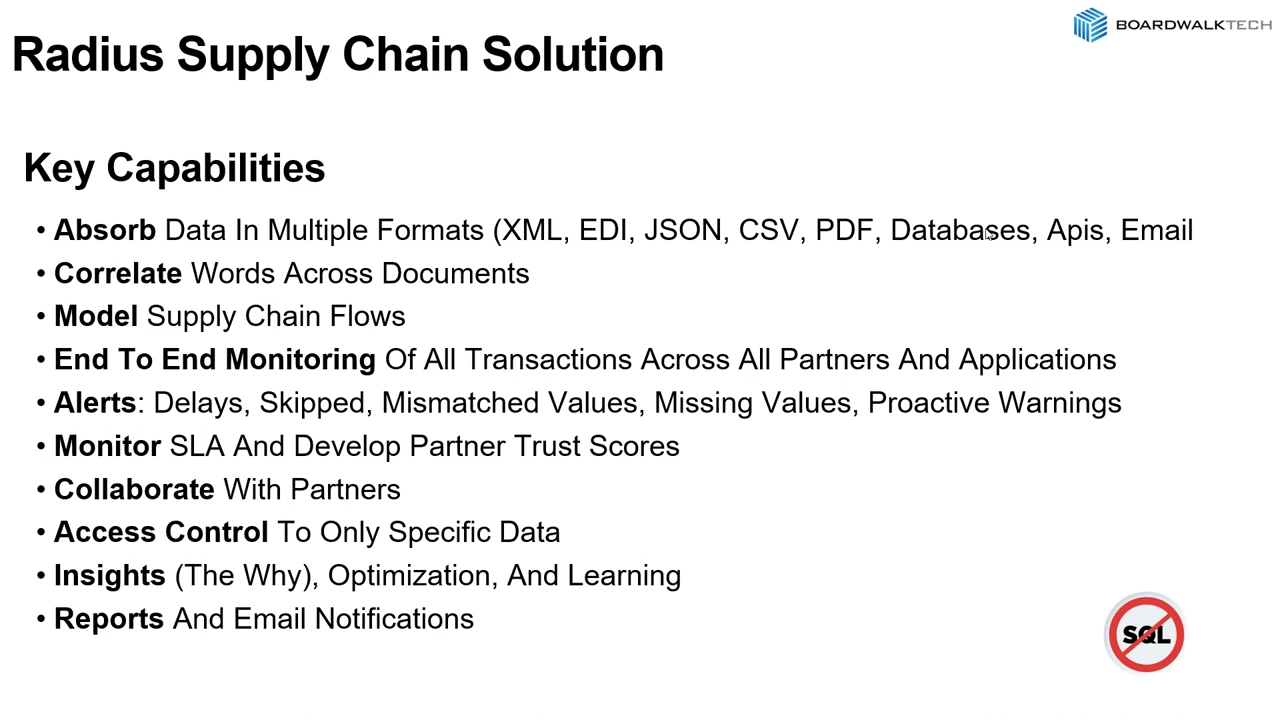 BOARDWALKTECH
Radius Supply Chain Solution
Key Capabilities
• Absorb Data In Multiple Formats (XML, EDI, JSON, CSV, PDF, Databases, Apis, Email
• Correlate Words Across Documents
• Model Supply Chain Flows
• End To End Monitoring Of All Transactions Across All Partners And Applications
• Alerts: Delays, Skipped, Mismatched Values, Missing Values, Proactive Warnings
• Monitor SLA And Develop Partner Trust Scores
• Collaborate With Partners
• Access Control To Only Specific Data
• Insights (The Why), Optimization, And Learning
• Reports And Email Notifications
SQL